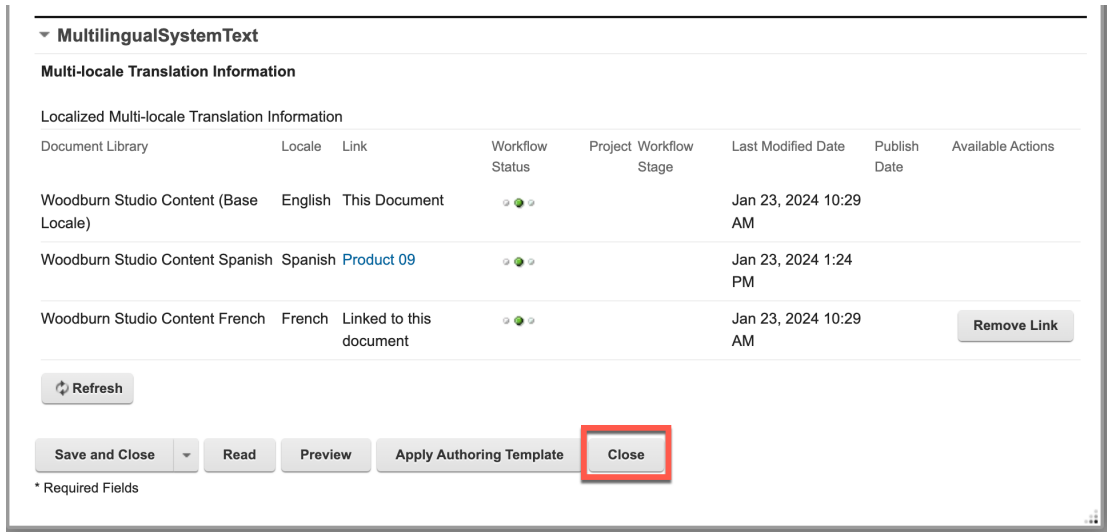 MultilingualSystemText
Multi-locale Translation Information
Localized Multi-locale Translation Information
Document Library Locale Link Workflow Status Project Workflow Stage Last Modified Date Publish Date Available Actions
Woodburn Studio Content (Base Locale) English This Document Jan 23, 2024 10:29 AM
Woodburn Studio Content Spanish Spanish Product 09 Jan 23, 2024 1:24 PM
Woodburn Studio Content French French Linked to this document Jan 23, 2024 10:29 AM Remove Link
Refresh
Save and Close Read Preview Apply Authoring Template Close
* Required Fields